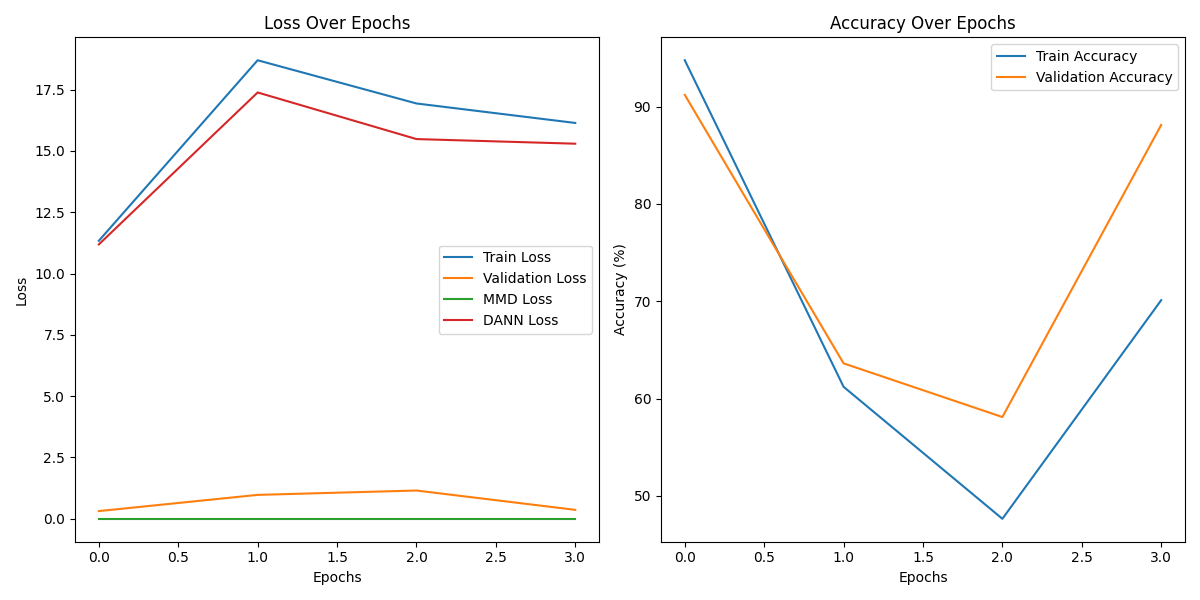 Loss Over Epochs
17.5
15.0
12.5
10.0
7.5
5.0
2.5
0.0
Loss
Train Loss
Validation Loss
MMD Loss
DANN Loss
0.0 0.5 1.0 1.5 2.0 2.5 3.0
Epochs
Accuracy Over Epochs
90
80
70
60
50
Accuracy (%)
Train Accuracy
Validation Accuracy
0.0 0.5 1.0 1.5 2.0 2.5 3.0
Epochs